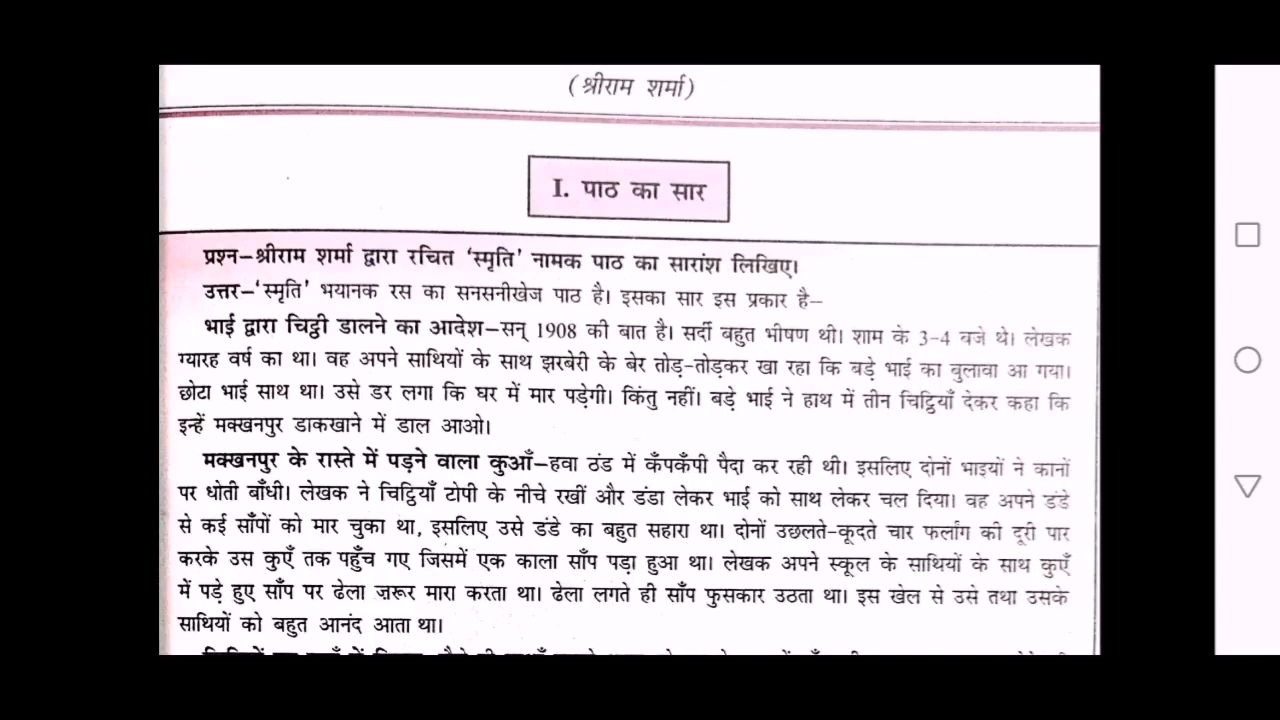 (श्रीराम शर्मा)
I. पाठ का सार
प्रश्न–श्रीराम शर्मा द्वारा रचित ‘स्मृति’ नामक पाठ का सारांश लिखिए।
उत्तर–‘स्मृति’ भयानक रस का सनसनीखेज पाठ है। इसका सार इस प्रकार है–
भाई द्वारा चिट्ठी डालने का आदेश–सन् 1908 की बात है। सर्दी बहुत भीषण थी। शाम के 3-4 बजे थे। लेखक
ग्यारह वर्ष का था। वह अपने साथियों के साथ झरबेरी के बेर तोड़-तोड़कर खा रहा कि बड़े भाई का बुलावा आ गया।
छोटा भाई साथ था। उसे डर लगा कि घर में मार पड़ेगी। किंतु नहीं। बड़े भाई ने हाथ में तीन चिट्ठियाँ देकर कहा कि
इन्हें मक्खनपुर डाकखाने में डाल आओ।
मक्खनपुर के रास्ते में पड़ने वाला कुआँ–हवा ठंड में कँपकँपी पैदा कर रही थी। इसलिए दोनों भाइयों ने कानों
पर धोती बाँधी। लेखक ने चिट्ठियाँ टोपी के नीचे रखीं और डंडा लेकर भाई को साथ लेकर चल दिया। वह अपने डंडे
से कई साँपों को मार चुका था, इसलिए उसे डंडे का बहुत सहारा था। दोनों उछलते-कूदते चार फर्लांग की दूरी पार
करके उस कुएँ तक पहुँच गए जिसमें एक काला साँप पड़ा हुआ था। लेखक अपने स्कूल के साथियों के साथ कुएँ
में पड़े हुए साँप पर ढेला ज़रूर मारा करता था। ढेला लगते ही साँप फुसकार उठता था। इस खेल से उसे तथा उसके
साथियों को बहुत आनंद आता था।